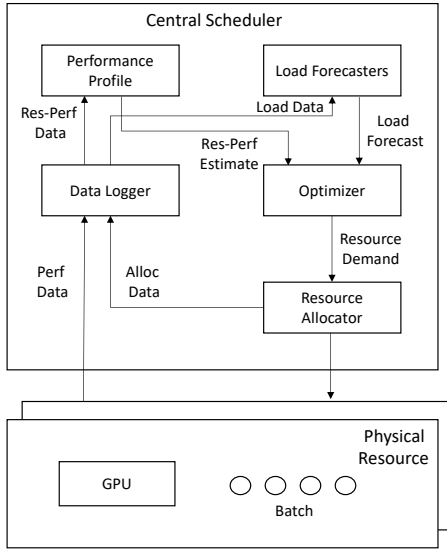 Central Scheduler
Performance
Profile
Load Forecasters
Res-Perf
Data
Load Data
Load
Forecast
Res-Perf
Estimate
Data Logger
Optimizer
Resource
Demand
Perf
Data
Alloc
Data
Resource
Allocator
Physical
Resource
GPU
Batch